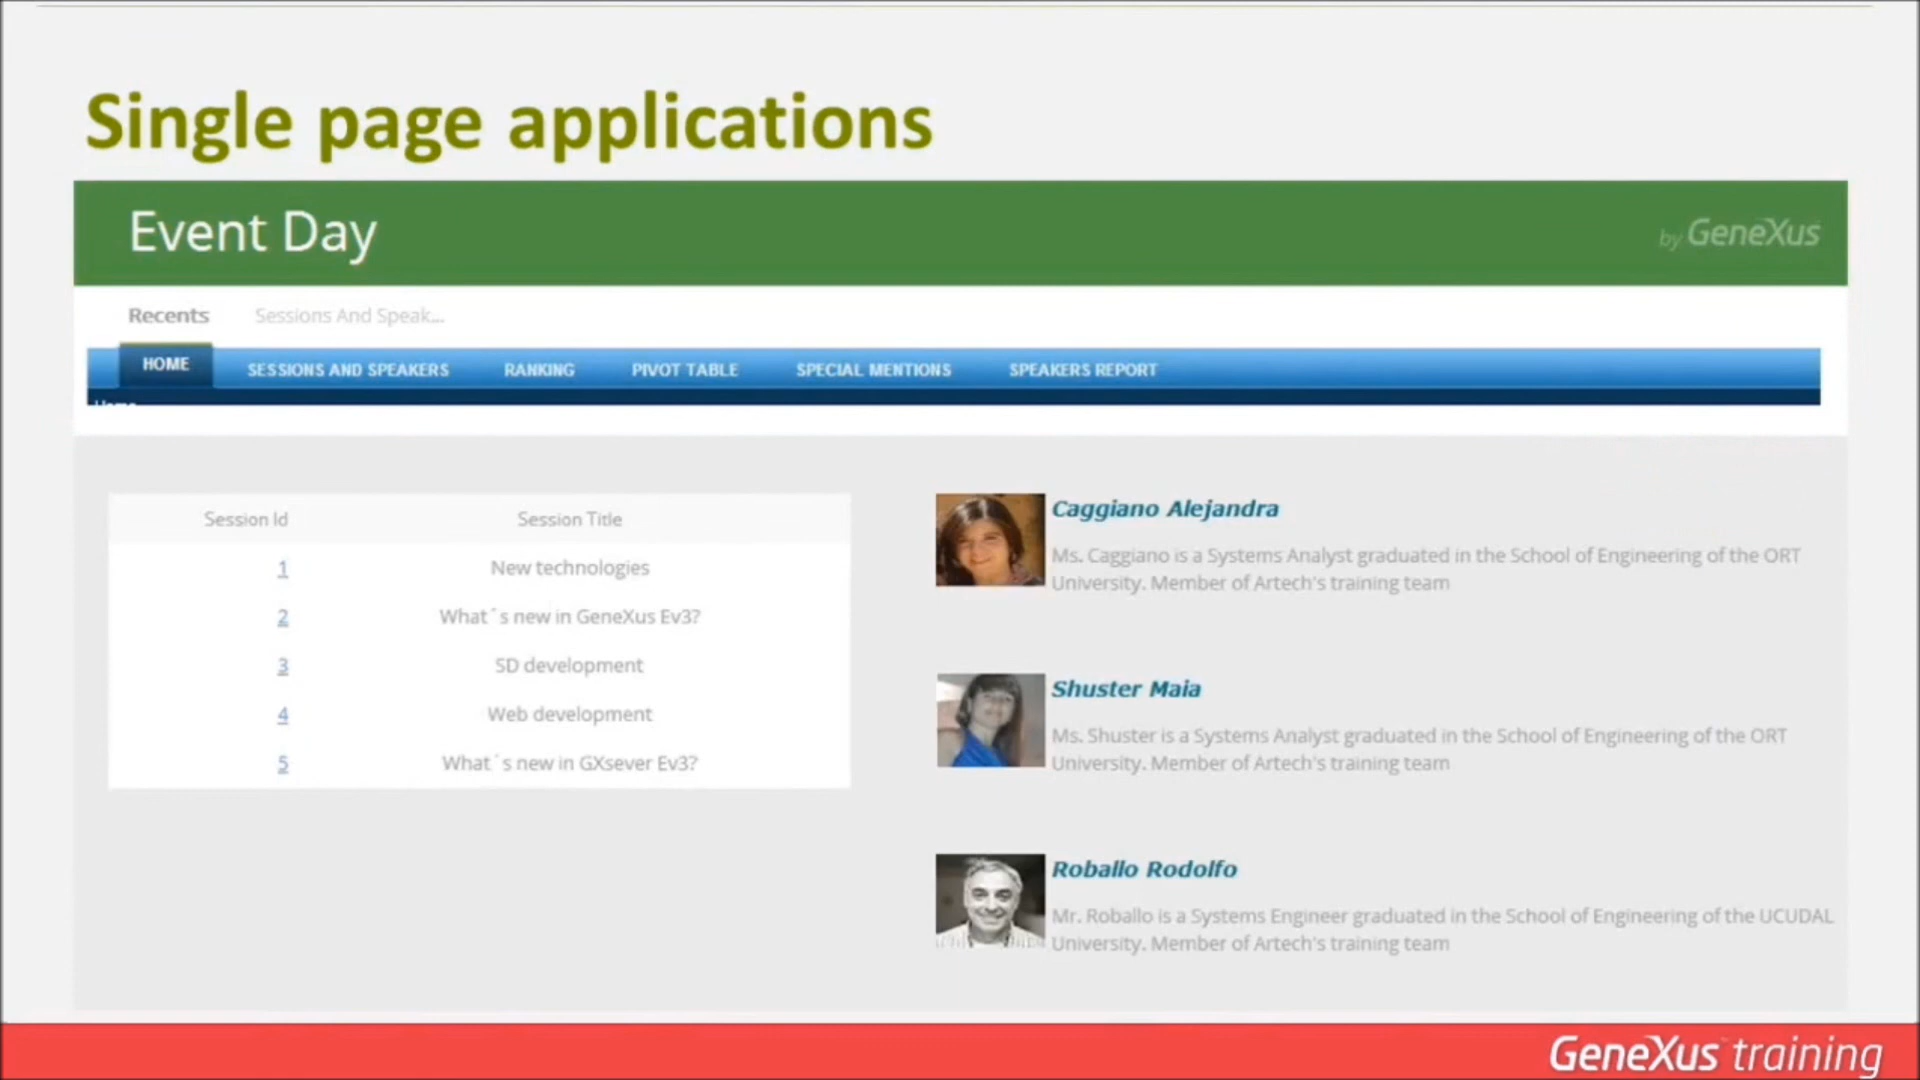 Single page applications
Event Day
by GeneXus
Recents Sessions And Speak...
HOME SESSIONS AND SPEAKERS RANKING PIVOT TABLE SPECIAL MENTIONS SPEAKERS REPORT
Home
Session Id Session Title
1 New technologies
2 What´s new in GeneXus Ev3?
3 SD development
4 Web development
5 What´s new in GXsever Ev3?
Caggiano Alejandra
Ms. Caggiano is a Systems Analyst graduated in the School of Engineering of the ORT
University. Member of Artech's training team
Shuster Maia
Ms. Shuster is a Systems Analyst graduated in the School of Engineering of the ORT
University. Member of Artech's training team
Roballo Rodolfo
Mr. Roballo is a Systems Engineer graduated in the School of Engineering of the UCUDAL
University. Member of Artech's training team
GeneXus training